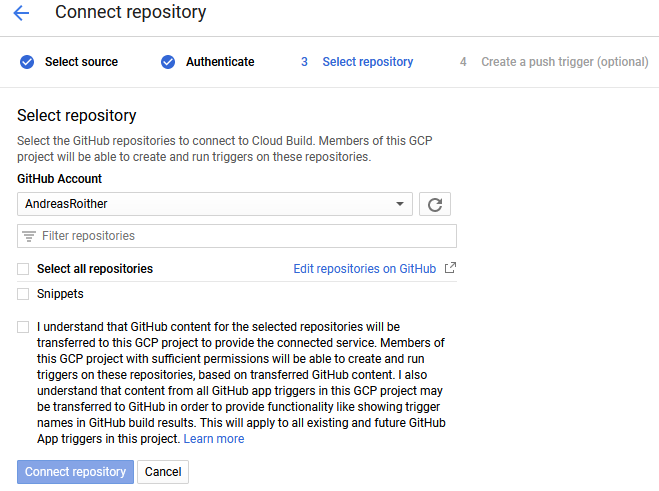 Connect repository
Select source Authenticate 3 Select repository 4 Create a push trigger (optional)
Select repository
Select the GitHub repositories to connect to Cloud Build. Members of this GCP
project will be able to create and run triggers on these repositories.
GitHub Account
AndreasRoither
Filter repositories
Select all repositories Edit repositories on GitHub
Snippets
I understand that GitHub content for the selected repositories will be
transferred to this GCP project to provide the connected service. Members of
this GCP project with sufficient permissions will be able to create and run
triggers on these repositories, based on transferred GitHub content. I also
understand that content from all GitHub app triggers in this GCP project may
be transferred to GitHub in order to provide functionality like showing trigger
names in GitHub build results. This will apply to all existing and future GitHub
App triggers in this project. Learn more
Connect repository Cancel